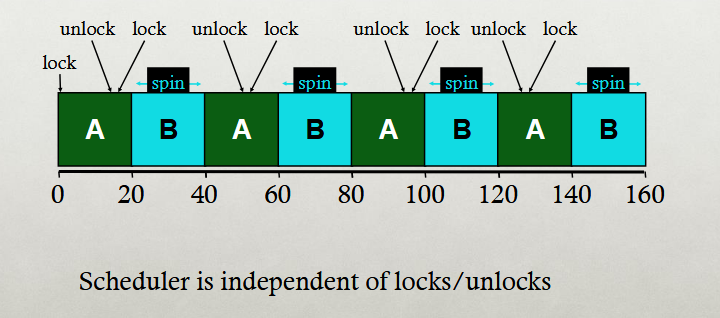 unlock lock unlock lock unlock lock unlock lock
lock
spin spin spin spin
A B A B A B A B
0 20 40 60 80 100 120 140 160
Scheduler is independent of locks/unlocks